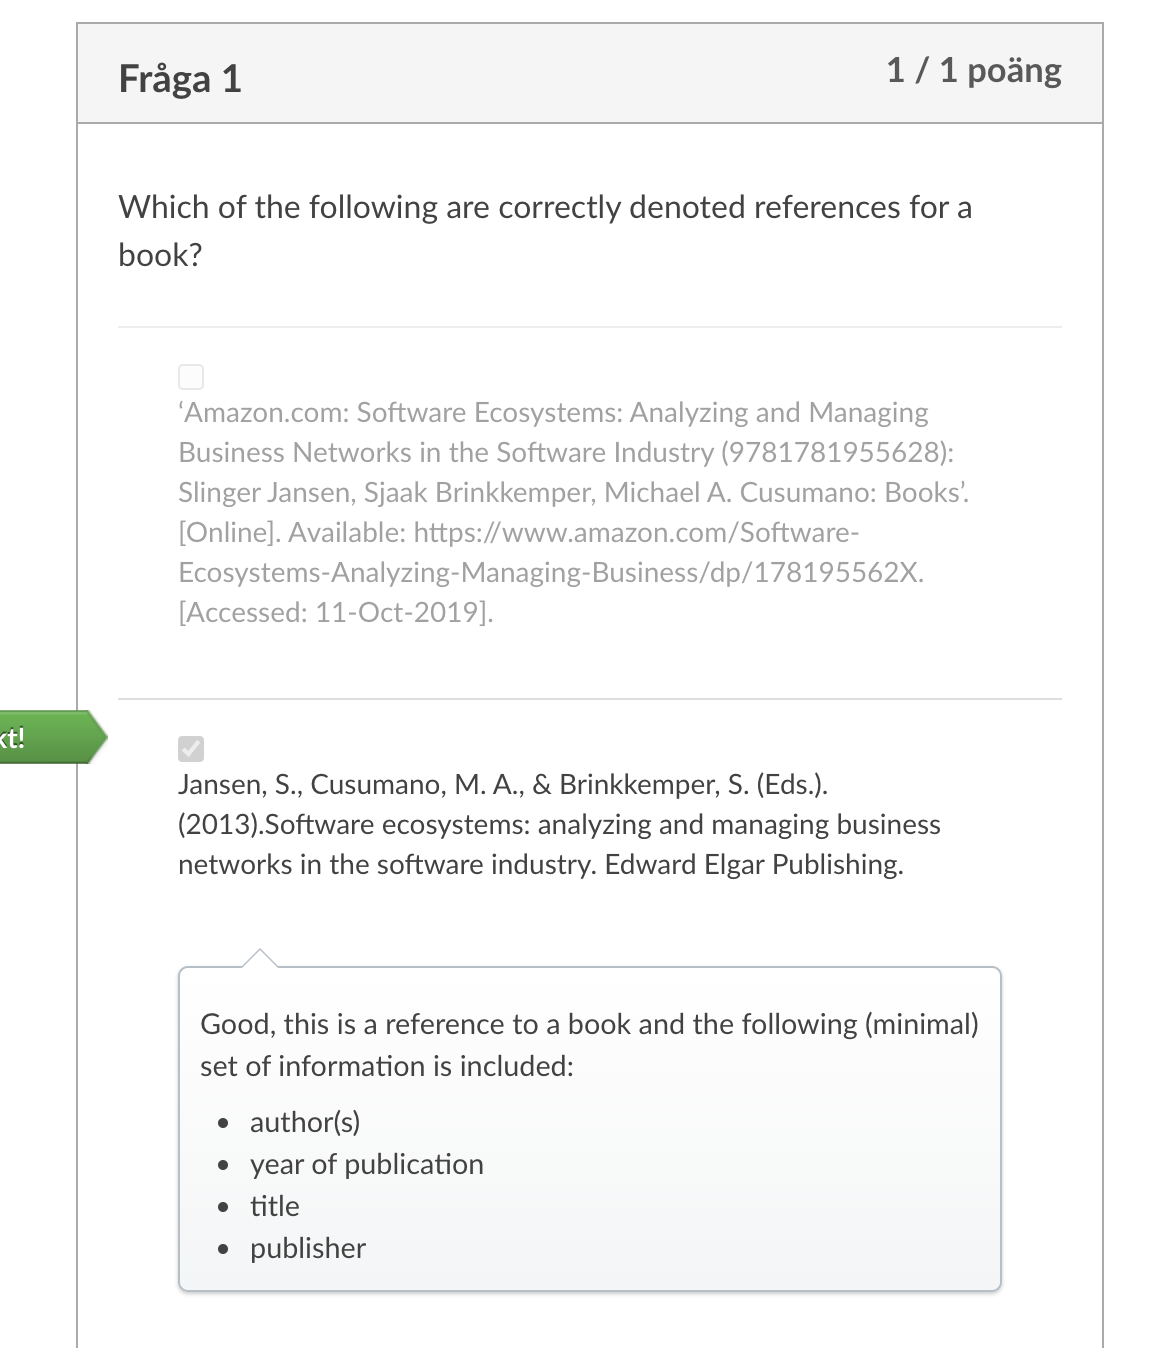 Fråga 1
1 / 1 poäng
Which of the following are correctly denoted references for a
book?
‘Amazon.com: Software Ecosystems: Analyzing and Managing
Business Networks in the Software Industry (9781781955628):
Slinger Jansen, Sjaak Brinkkemper, Michael A. Cusumano: Books’.
[Online]. Available: https://www.amazon.com/Software-
Ecosystems-Analyzing-Managing-Business/dp/178195562X.
[Accessed: 11-Oct-2019].
kt!
Jansen, S., Cusumano, M. A., & Brinkkemper, S. (Eds.).
(2013).Software ecosystems: analyzing and managing business
networks in the software industry. Edward Elgar Publishing.
Good, this is a reference to a book and the following (minimal)
set of information is included:
• author(s)
• year of publication
• title
• publisher